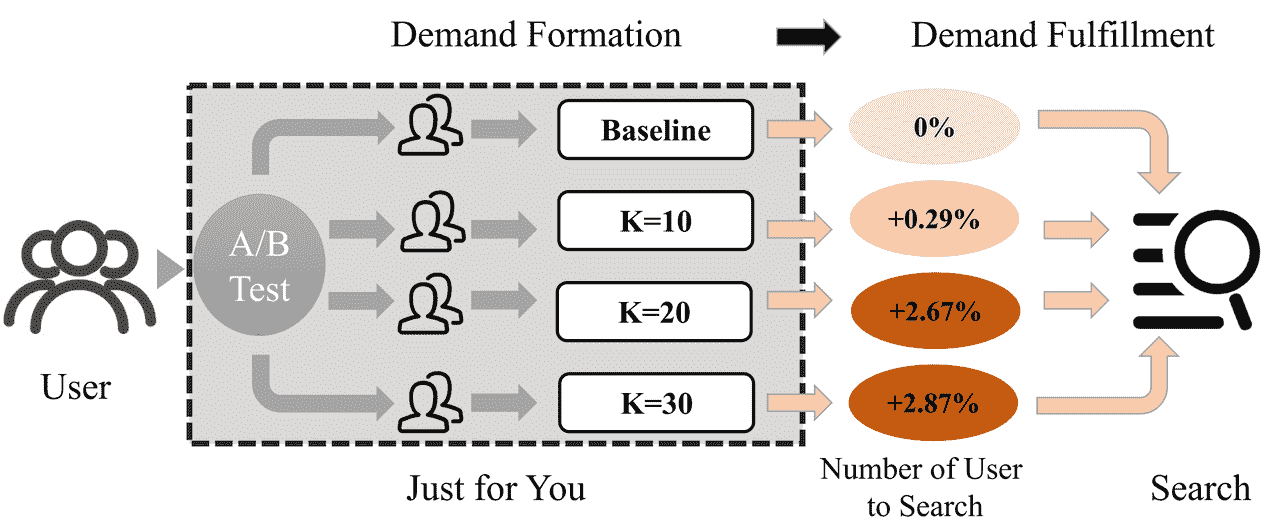 Demand Formation
Demand Fulfillment
User
A/B
Test
Baseline
0%
K=10
+0.29%
K=20
+2.67%
K=30
+2.87%
Just for You
Number of User
to Search
Search